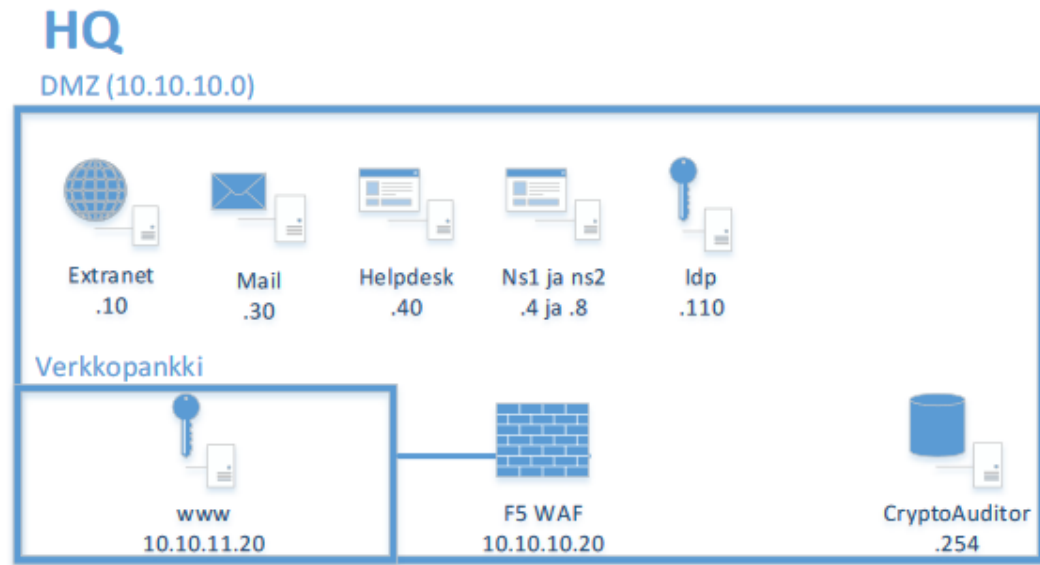 HQ
DMZ (10.10.10.0)
Extranet
.10
Mail
.30
Helpdesk
.40
Ns1 ja ns2
.4 ja .8
Idp
.110
Verkkopankki
www
10.10.11.20
F5 WAF
10.10.10.20
CryptoAuditor
.254